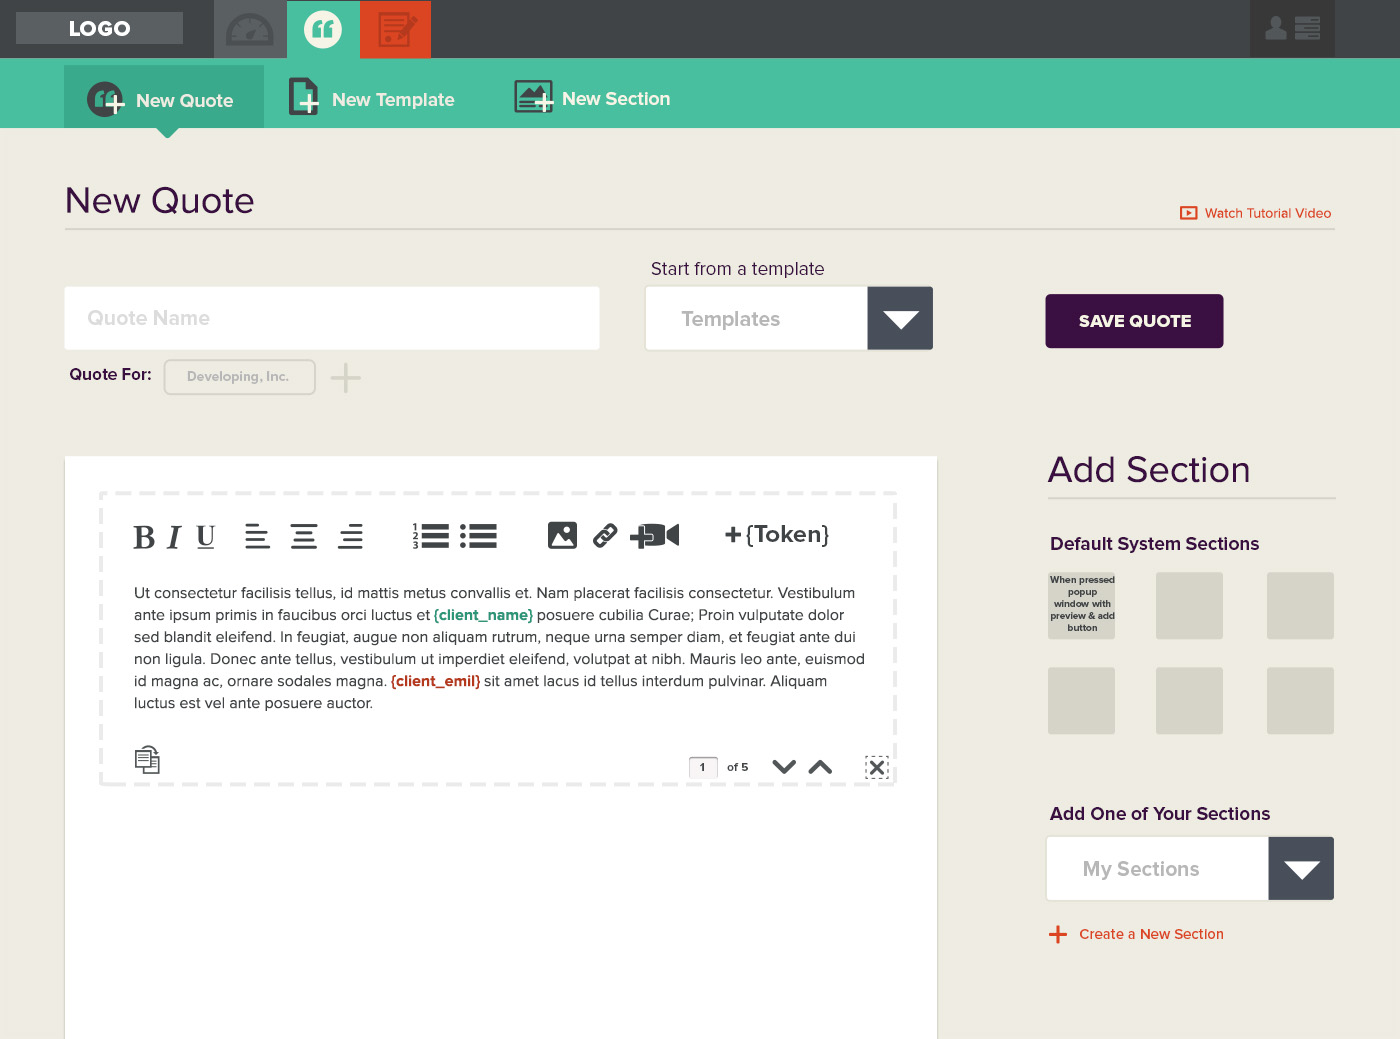 LOGO
New Quote
New Template
New Section
New Quote
Watch Tutorial Video
Start from a template
Quote Name
Templates
SAVE QUOTE
Quote For:
Developing, Inc.
Add Section
B I U
1
2
3
+{Token}
Default System Sections
When pressed
popup
window with
preview & add
button
Ut consectetur facilisis tellus, id mattis metus convallis et. Nam placerat facilisis consectetur. Vestibulum
ante ipsum primis in faucibus orci luctus et {client_name} posuere cubilia Curae; Proin vulputate dolor
sed blandit eleifend. In feugiat, augue non aliquam rutrum, neque urna semper diam, et feugiat ante dui
non ligula. Donec ante tellus, vestibulum ut imperdiet eleifend, volutpat at nibh. Mauris leo ante, euismod
id magna ac, ornare sodales magna. {client_emil} sit amet lacus id tellus interdum pulvinar. Aliquam
luctus est vel ante posuere auctor.
1 of 5
Add One of Your Sections
My Sections
Create a New Section